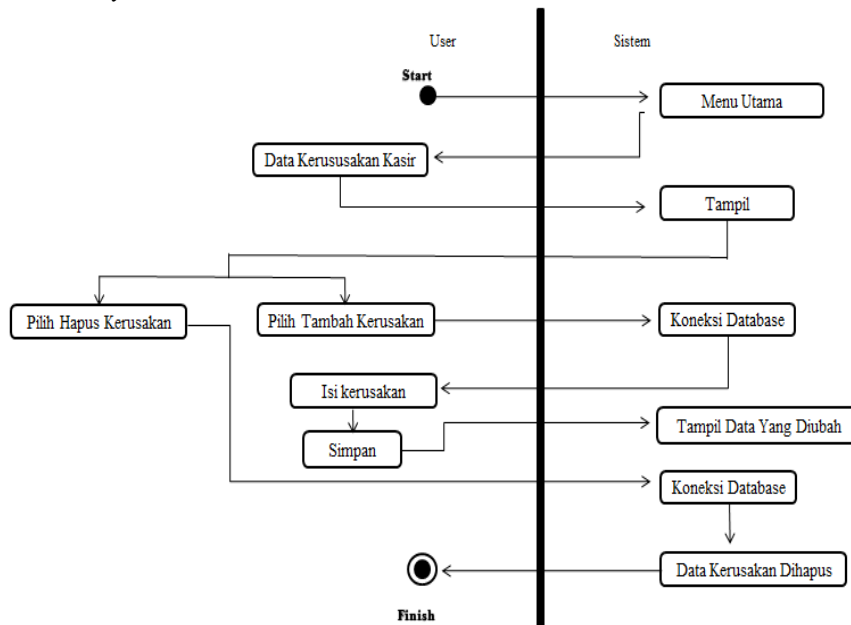 User
Sistem
Start
Menu Utama
Data Kerususakan Kasir
Tampil
Pilih Hapus Kerusakan
Pilih Tambah Kerusakan
Koneksi Database
Isi kerusakan
Tampil Data Yang Diubah
Simpan
Koneksi Database
Data Kerusakan Dihapus
Finish